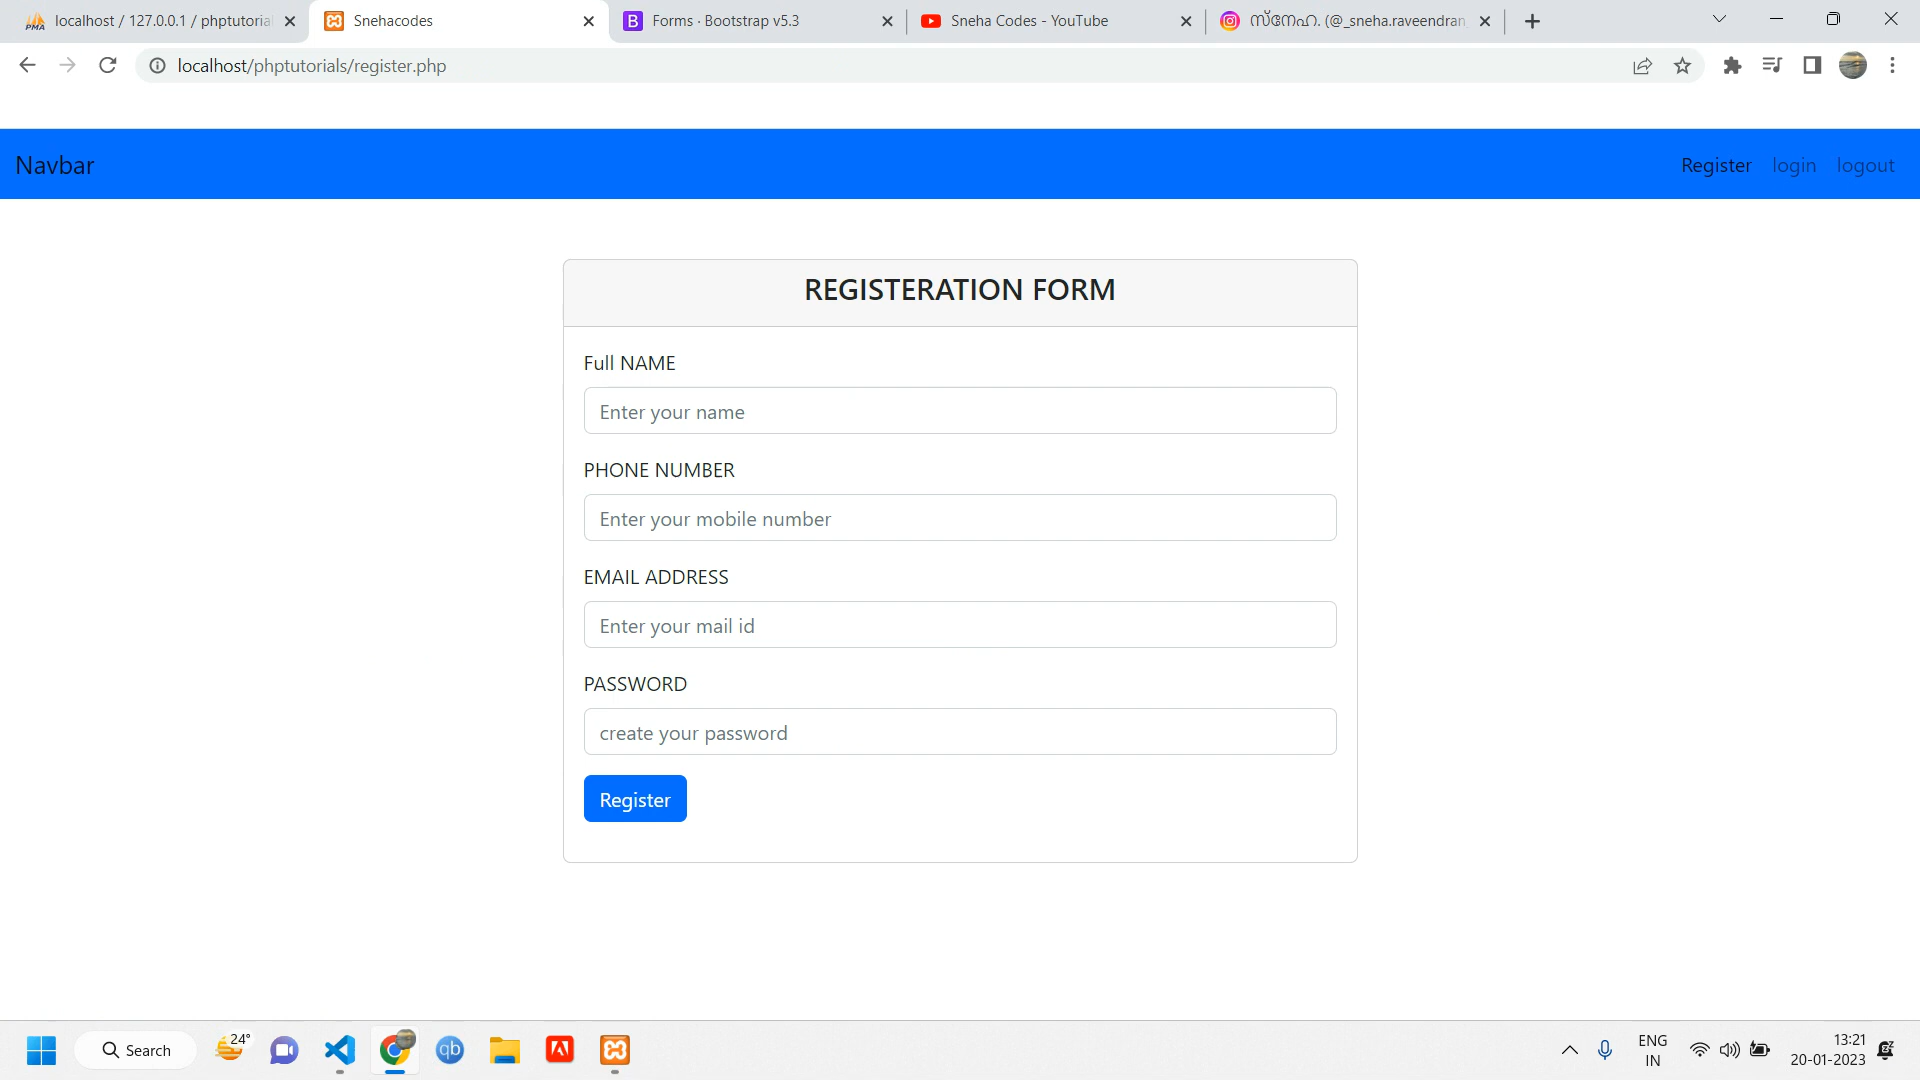 localhost / 127.0.0.1 / phptutorial
Snehacodes
Forms · Bootstrap v5.3
Sneha Codes - YouTube
സ്നേഹ. (@_sneha.raveendran
localhost/phptutorials/register.php
Navbar
Register login logout
REGISTERATION FORM
Full NAME
Enter your name
PHONE NUMBER
Enter your mobile number
EMAIL ADDRESS
Enter your mail id
PASSWORD
create your password
Register
Search
24°
qb
ENG
IN
13:21
20-01-2023